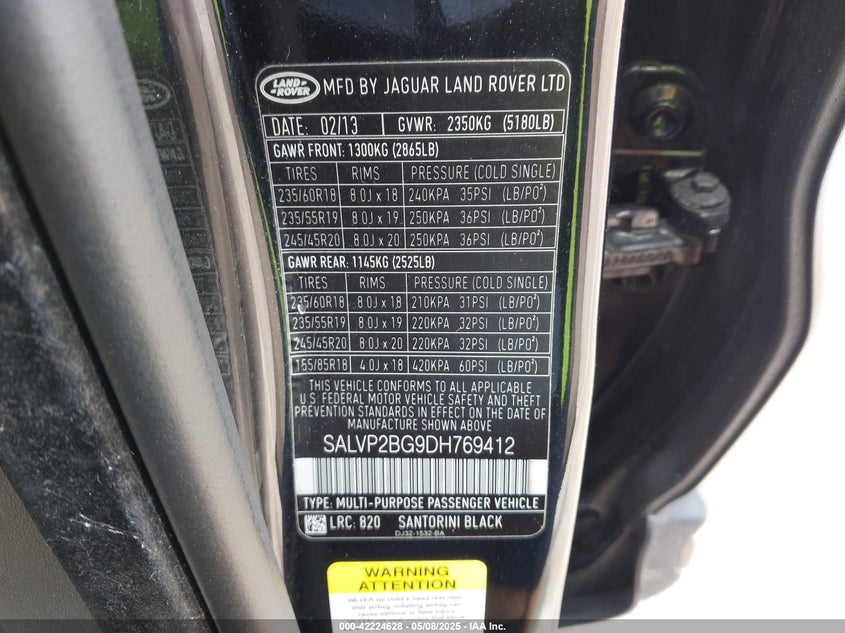 LAND ROVER MFD BY JAGUAR LAND ROVER LTD
DATE: 02/13 GVWR: 2350KG (5180LB)
GAWR FRONT: 1300KG (2865LB)
TIRES RIMS PRESSURE (COLD SINGLE)
235/60R18 8.0J x 18 240KPA 35PSI (LB/PO²)
235/55R19 8.0J x 19 250KPA 36PSI (LB/PO²)
245/45R20 8.0J x 20 250KPA 36PSI (LB/PO²)
GAWR REAR: 1145KG (2525LB)
TIRES RIMS PRESSURE (COLD SINGLE)
235/60R18 8.0J x 18 210KPA 31PSI (LB/PO²)
235/55R19 8.0J x 19 220KPA 32PSI (LB/PO²)
245/45R20 8.0J x 20 220KPA 32PSI (LB/PO²)
155/85R18 4.0J x 18 420KPA 60PSI (LB/PO²)
THIS VEHICLE CONFORMS TO ALL APPLICABLE
U.S. FEDERAL MOTOR VEHICLE SAFETY AND THEFT
PREVENTION STANDARDS IN EFFECT ON THE DATE OF
MANUFACTURE SHOWN ABOVE
SALVP2BG9DH769412
TYPE: MULTI-PURPOSE PASSENGER VEHICLE
LRC: 820 SANTORINI BLACK
DJ32-1532-BA
WARNING
ATTENTION
000-42224628 - 05/08/2025 - IAA Inc.